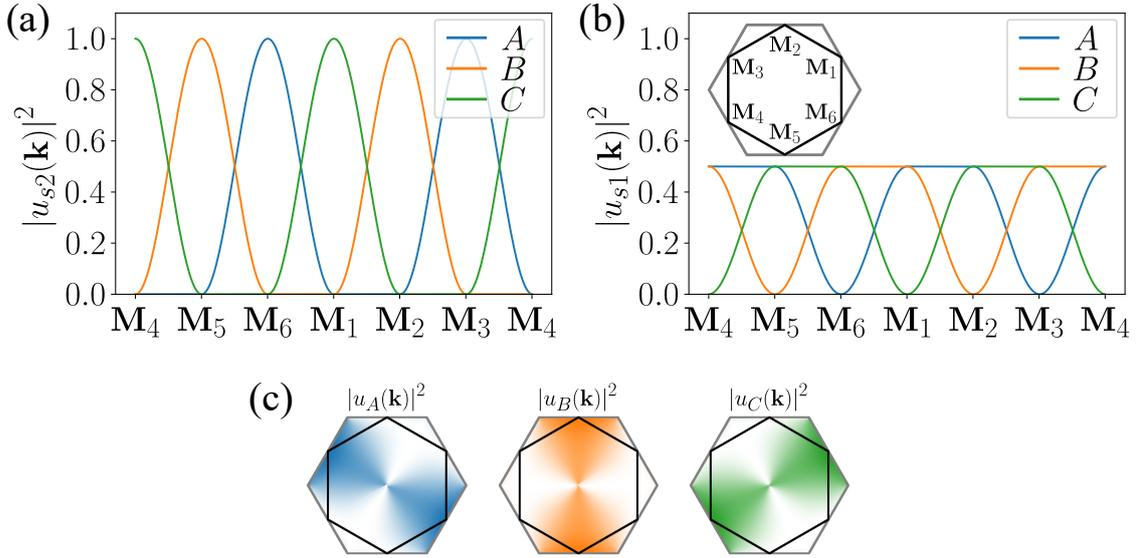 (a)
|u_{s2}(𝐤)|²
1.0
0.8
0.6
0.4
0.2
0.0
A
B
C
M₄ M₅ M₆ M₁ M₂ M₃ M₄
(b)
|u_{s1}(𝐤)|²
1.0
0.8
0.6
0.4
0.2
0.0
M₂
M₃ M₁
M₄ M₆
M₅
A
B
C
M₄ M₅ M₆ M₁ M₂ M₃ M₄
(c)
|u_A(𝐤)|² |u_B(𝐤)|² |u_C(𝐤)|²